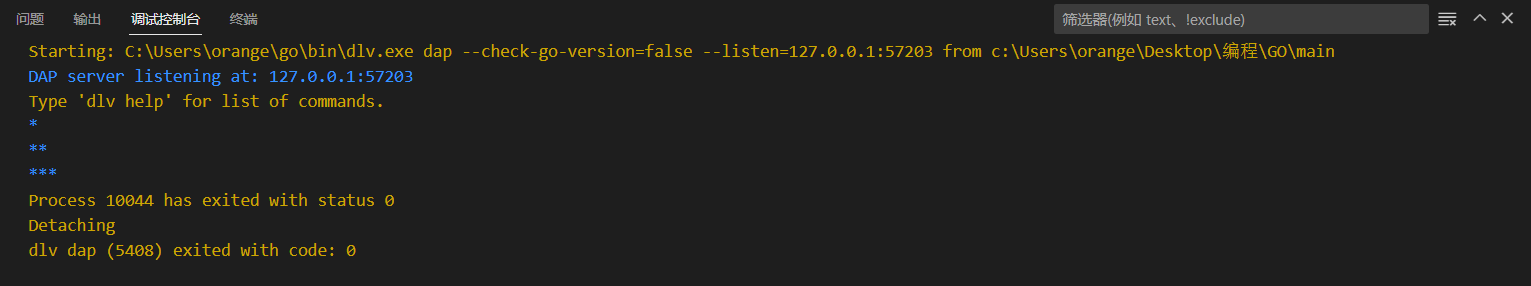 问题 输出 调试控制台 终端 筛选器(例如 text、!exclude)
Starting: C:\Users\orange\go\bin\dlv.exe dap --check-go-version=false --listen=127.0.0.1:57203 from c:\Users\orange\Desktop\编程\GO\main
DAP server listening at: 127.0.0.1:57203
Type 'dlv help' for list of commands.
*
**
***
Process 10044 has exited with status 0
Detaching
dlv dap (5408) exited with code: 0